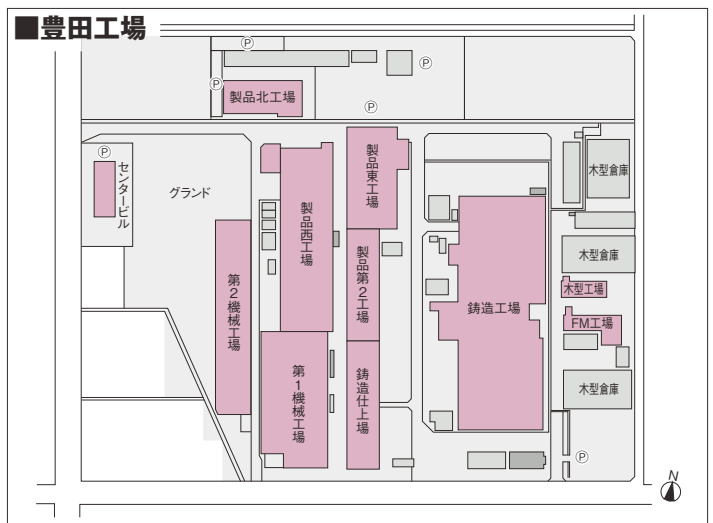 ■豊田工場
Ⓟ
Ⓟ
製品北工場
Ⓟ
Ⓟ
センタービル
グランド
製品西工場
製品東工場
木型倉庫
第2機械工場
製品第2工場
鋳造工場
木型倉庫
木型工場
FM工場
第1機械工場
鋳造仕上場
木型倉庫
Ⓟ
N